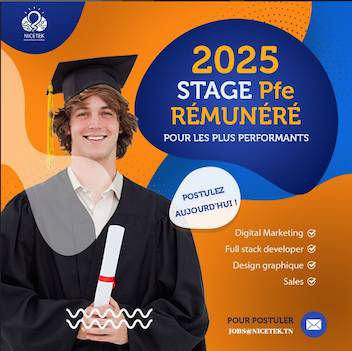 NICETEK
2025
STAGE Pfe
RÉMUNÉRÉ
POUR LES PLUS PERFORMANTS
POSTULEZ
AUJOURD'HUI !
Digital Marketing
Full stack developer
Design graphique
Sales
POUR POSTULER
JOBS@NICETEK.TN